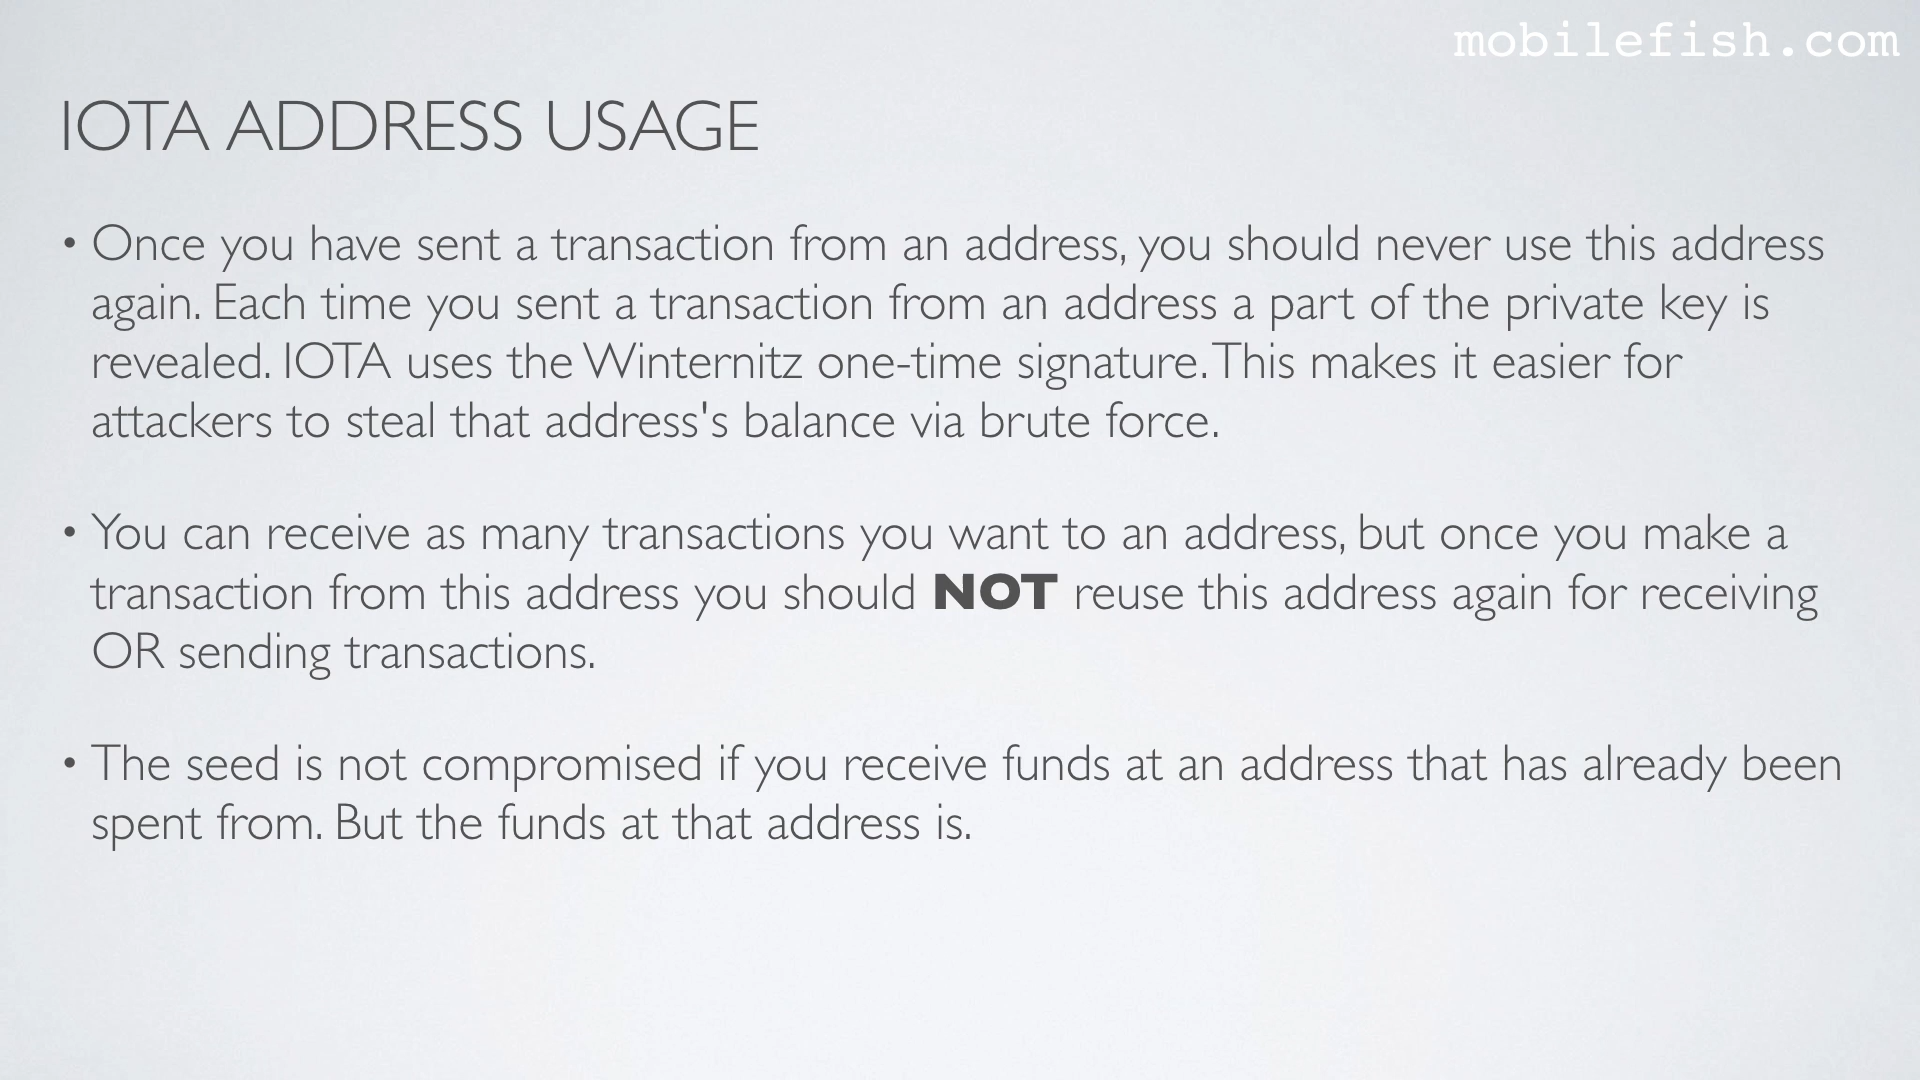 mobilefish.com
IOTA ADDRESS USAGE
• Once you have sent a transaction from an address, you should never use this address
again. Each time you sent a transaction from an address a part of the private key is
revealed. IOTA uses the Winternitz one-time signature. This makes it easier for
attackers to steal that address's balance via brute force.
• You can receive as many transactions you want to an address, but once you make a
transaction from this address you should NOT reuse this address again for receiving
OR sending transactions.
• The seed is not compromised if you receive funds at an address that has already been
spent from. But the funds at that address is.